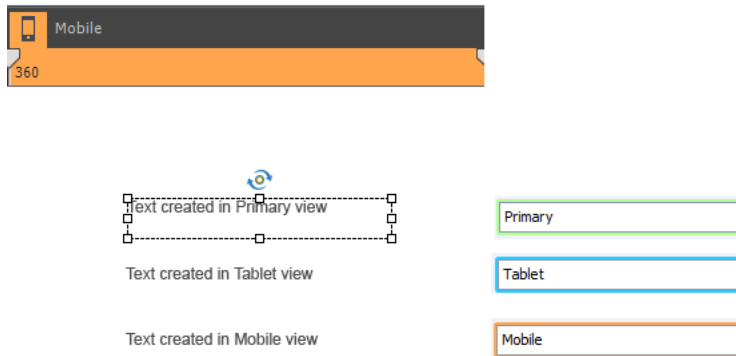 Mobile
360
Text created in Primary view
Primary
Text created in Tablet view
Tablet
Text created in Mobile view
Mobile